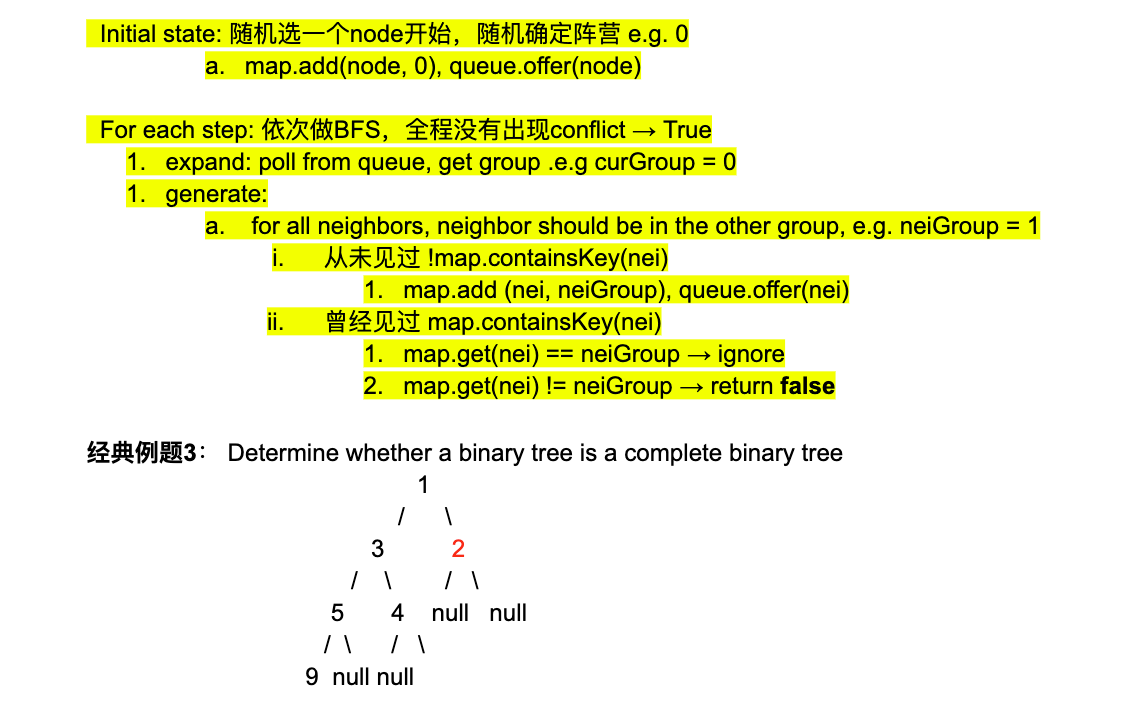 Initial state: 随机选一个node开始，随机确定阵营 e.g. 0
a. map.add(node, 0), queue.offer(node)
For each step: 依次做BFS，全程没有出现conflict → True
1. expand: poll from queue, get group .e.g curGroup = 0
1. generate:
a. for all neighbors, neighbor should be in the other group, e.g. neiGroup = 1
i. 从未见过 !map.containsKey(nei)
1. map.add (nei, neiGroup), queue.offer(nei)
ii. 曾经见过 map.containsKey(nei)
1. map.get(nei) == neiGroup → ignore
2. map.get(nei) != neiGroup → return false
经典例题3： Determine whether a binary tree is a complete binary tree
1
/ \
3 2
/ \ / \
5 4 null null
/ \ / \
9 null null